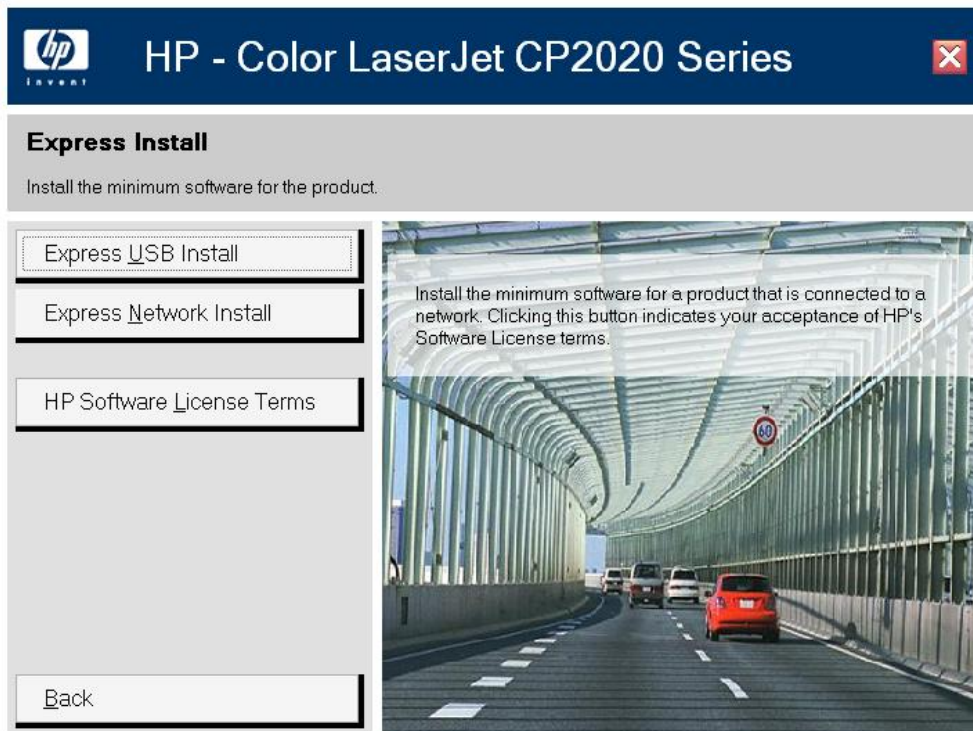 hp
invent
HP - Color LaserJet CP2020 Series
Express Install
Install the minimum software for the product.
Express USB Install
Express Network Install
HP Software License Terms
Back
Install the minimum software for a product that is connected to a
network. Clicking this button indicates your acceptance of HP's
Software License terms.
60